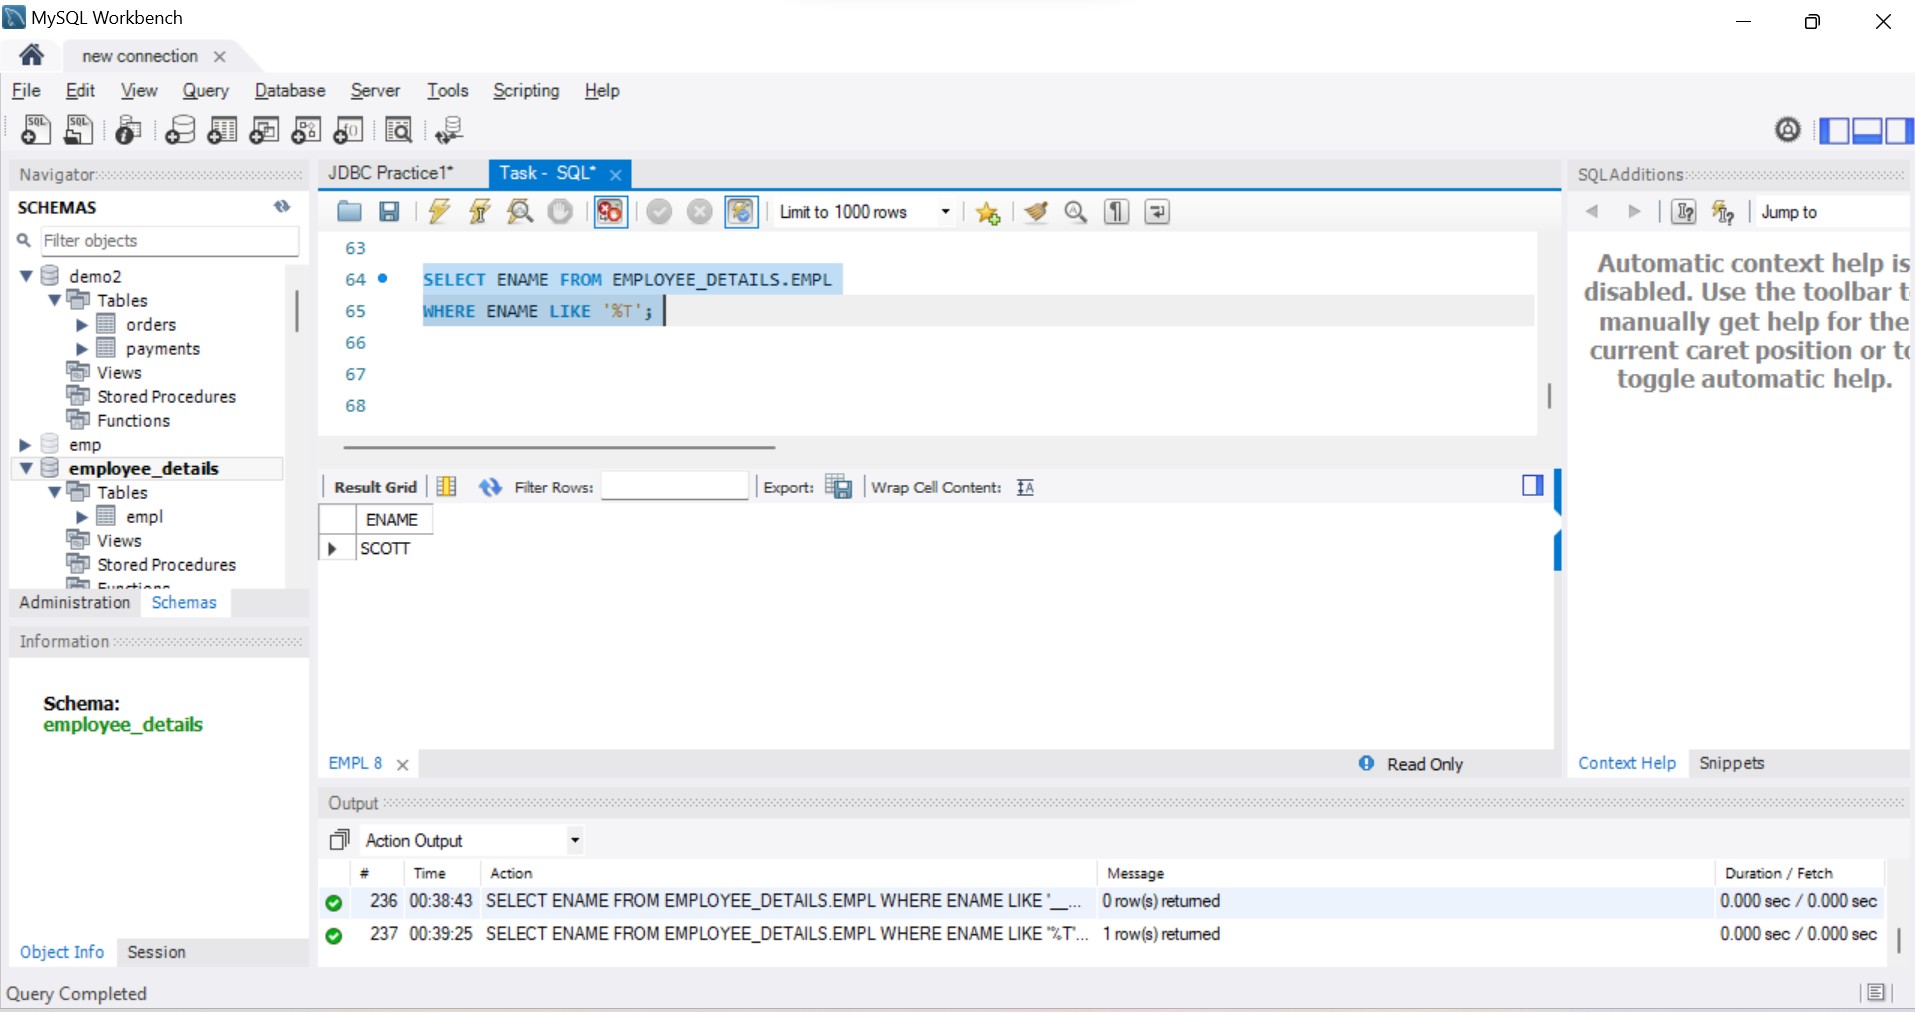 MySQL Workbench
new connection
File Edit View Query Database Server Tools Scripting Help
Navigator
SCHEMAS
Filter objects
demo2
Tables
orders
payments
Views
Stored Procedures
Functions
emp
employee_details
Tables
empl
Views
Stored Procedures
Functions
Administration Schemas
Information
Schema:
employee_details
Object Info Session
JDBC Practice1* Task - SQL*
Limit to 1000 rows
63
64 SELECT ENAME FROM EMPLOYEE_DETAILS.EMPL
65 WHERE ENAME LIKE '%T';
66
67
68
Result Grid Filter Rows: Export: Wrap Cell Content:
ENAME
SCOTT
EMPL 8 Read Only
SQLAdditions
Jump to
Automatic context help is
disabled. Use the toolbar t
manually get help for the
current caret position or to
toggle automatic help.
Context Help Snippets
Output
Action Output
# Time Action Message Duration / Fetch
236 00:38:43 SELECT ENAME FROM EMPLOYEE_DETAILS.EMPL WHERE ENAME LIKE '__... 0 row(s) returned 0.000 sec / 0.000 sec
237 00:39:25 SELECT ENAME FROM EMPLOYEE_DETAILS.EMPL WHERE ENAME LIKE '%T'... 1 row(s) returned 0.000 sec / 0.000 sec
Query Completed